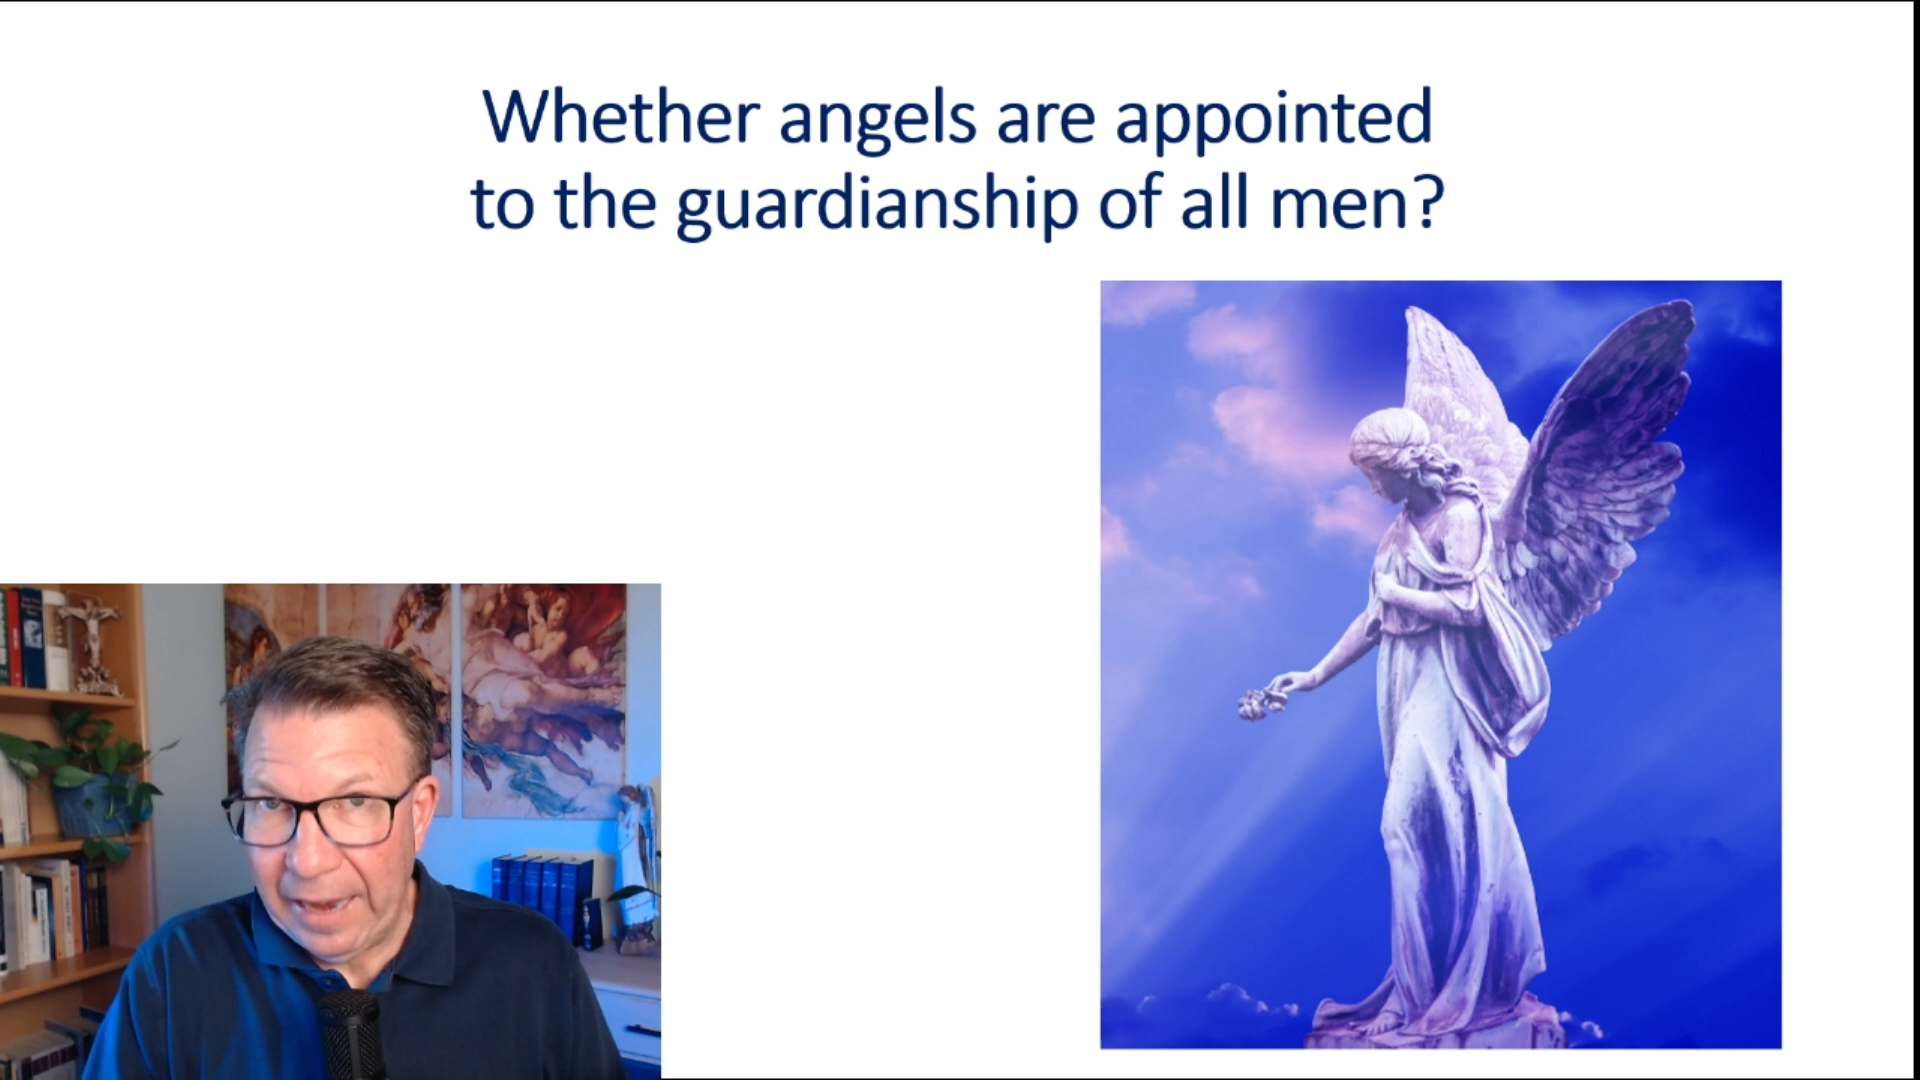 Whether angels are appointed
to the guardianship of all men?